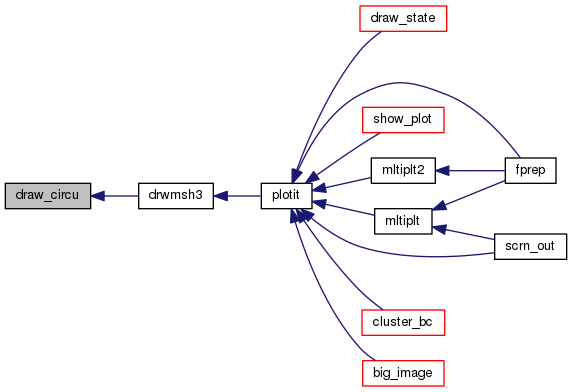 draw_state
show_plot
mltiplt2
fprep
draw_circu
drwmsh3
plotit
mltiplt
scrn_out
cluster_bc
big_image